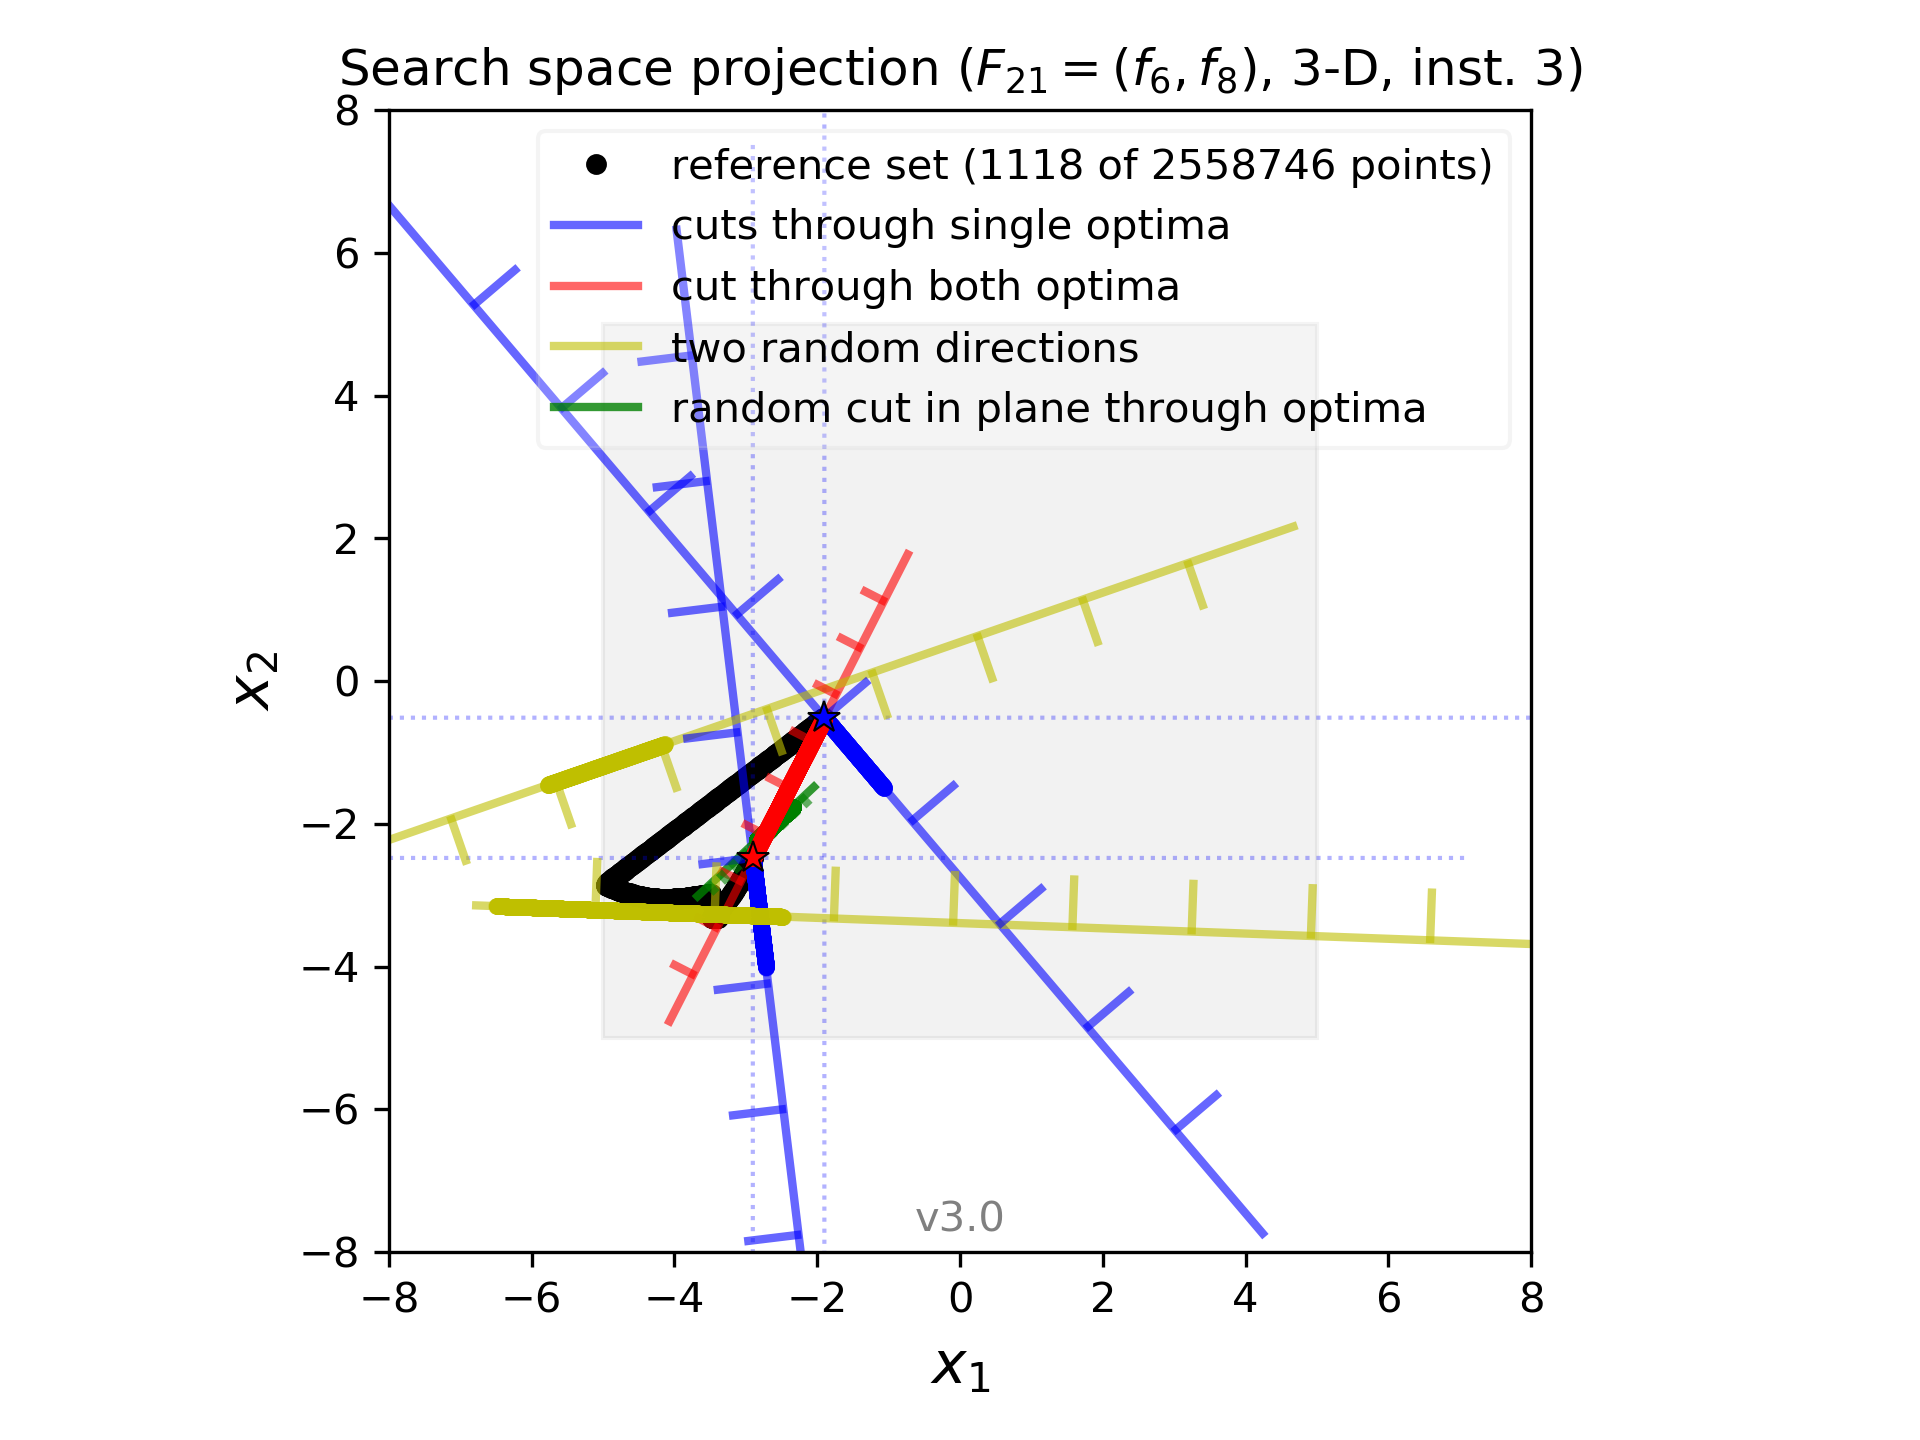 Search space projection (F21 = (f6, f8), 3-D, inst. 3)
8
6
4
2
0
−2
−4
−6
−8
x2
reference set (1118 of 2558746 points)
cuts through single optima
cut through both optima
two random directions
random cut in plane through optima
v3.0
−8 −6 −4 −2 0 2 4 6 8
x1